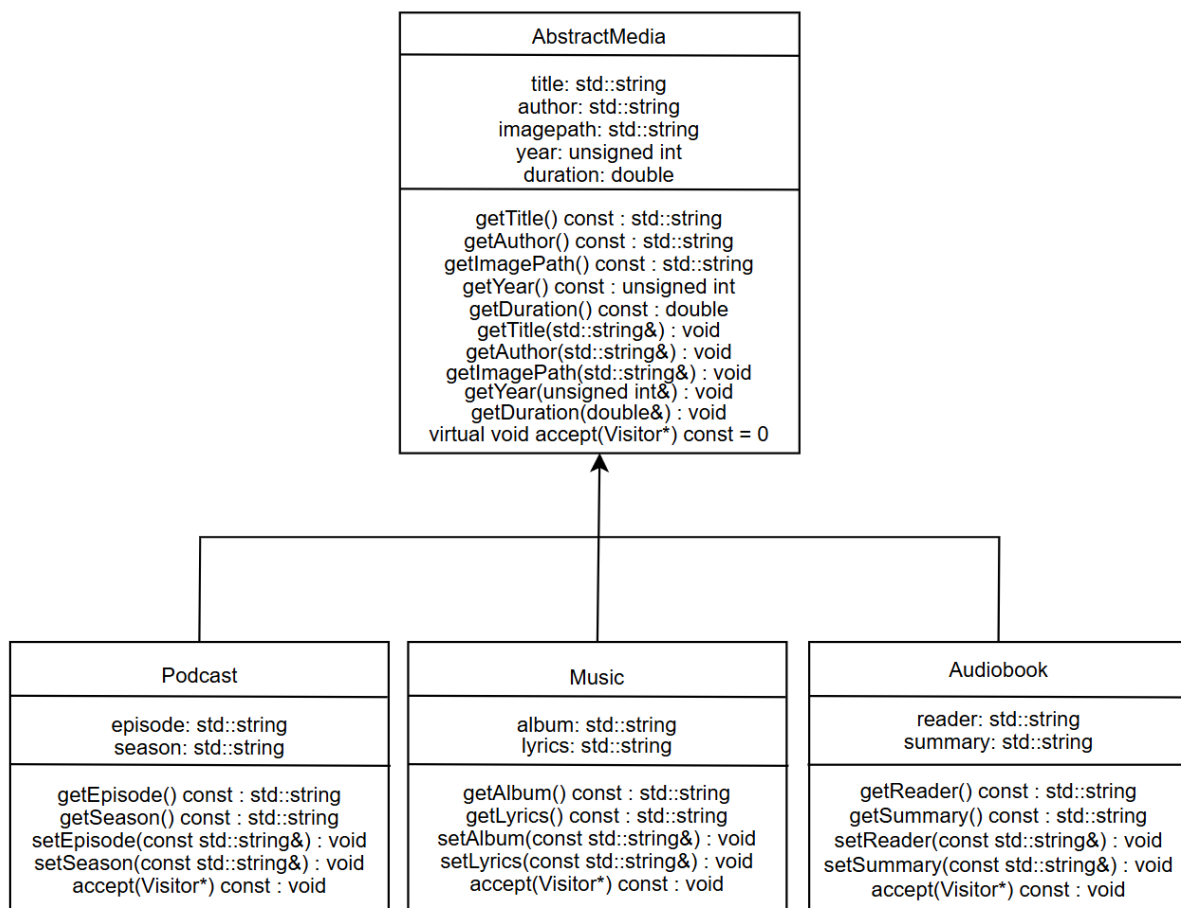 AbstractMedia
title: std::string
author: std::string
imagepath: std::string
year: unsigned int
duration: double
getTitle() const : std::string
getAuthor() const : std::string
getImagePath() const : std::string
getYear() const : unsigned int
getDuration() const : double
getTitle(std::string&) : void
getAuthor(std::string&) : void
getImagePath(std::string&) : void
getYear(unsigned int&) : void
getDuration(double&) : void
virtual void accept(Visitor*) const = 0
Podcast
episode: std::string
season: std::string
getEpisode() const : std::string
getSeason() const : std::string
setEpisode(const std::string&) : void
setSeason(const std::string&) : void
accept(Visitor*) const : void
Music
album: std::string
lyrics: std::string
getAlbum() const : std::string
getLyrics() const : std::string
setAlbum(const std::string&) : void
setLyrics(const std::string&) : void
accept(Visitor*) const : void
Audiobook
reader: std::string
summary: std::string
getReader() const : std::string
getSummary() const : std::string
setReader(const std::string&) : void
setSummary(const std::string&) : void
accept(Visitor*) const : void